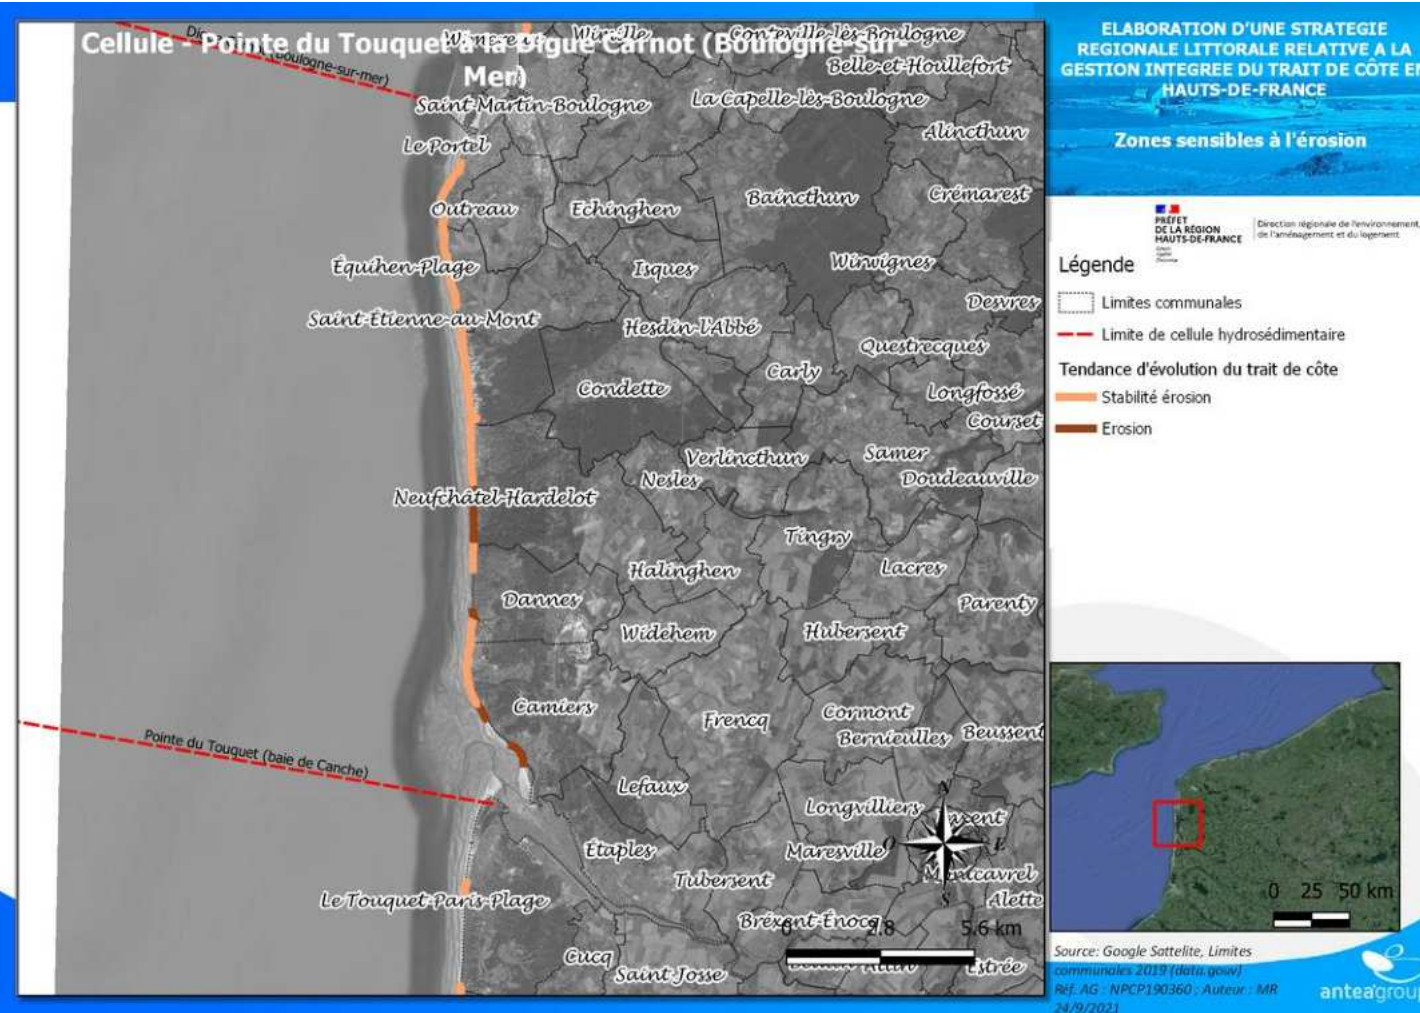 Cellule - Pointe du Touquet à la Digue Carnot (Boulogne-sur-
Mer)
(Boulogne-sur-mer)
Wimille
Conteville-lès-Boulogne
Belle-et-Houllefort
Saint-Martin-Boulogne
La Capelle-lès-Boulogne
Alincthun
Le Portel
Outreau
Echinghen
Baincthun
Crémarest
Équihen-Plage
Isques
Wirwignes
Desvres
Saint-Étienne-au-Mont
Hesdin-l'Abbé
Questrecques
Carly
Condette
Longfossé
Courset
Verlincthun
Samer
Nesles
Doudeauville
Neufchâtel-Hardelot
Tingry
Halinghen
Lacres
Dannes
Parenty
Widehem
Hubersent
Camiers
Frencq
Cormont
Bernieulles
Beussent
Pointe du Touquet (baie de Canche)
Lefaux
Longvilliers
N
O
E
S
Étaples
Maresville
Montcavrel
Tubersent
Alette
Le Touquet-Paris-Plage
Bréxent-Énocq
0 2.8 5.6 km
Cucq
Saint-Josse
Estrée
ELABORATION D'UNE STRATEGIE
REGIONALE LITTORALE RELATIVE A LA
GESTION INTEGREE DU TRAIT DE CÔTE EN
HAUTS-DE-FRANCE
Zones sensibles à l'érosion
PRÉFET
DE LA RÉGION
HAUTS-DE-FRANCE
Direction régionale de l'environnement,
de l'aménagement et du logement
Légende
Limites communales
Limite de cellule hydrosédimentaire
Tendance d'évolution du trait de côte
Stabilité érosion
Erosion
0 25 50 km
Source: Google Sattelite, Limites
communales 2019 (data.gouv)
Réf. AG : NPCP190360 ; Auteur : MR
24/9/2021
anteagroup